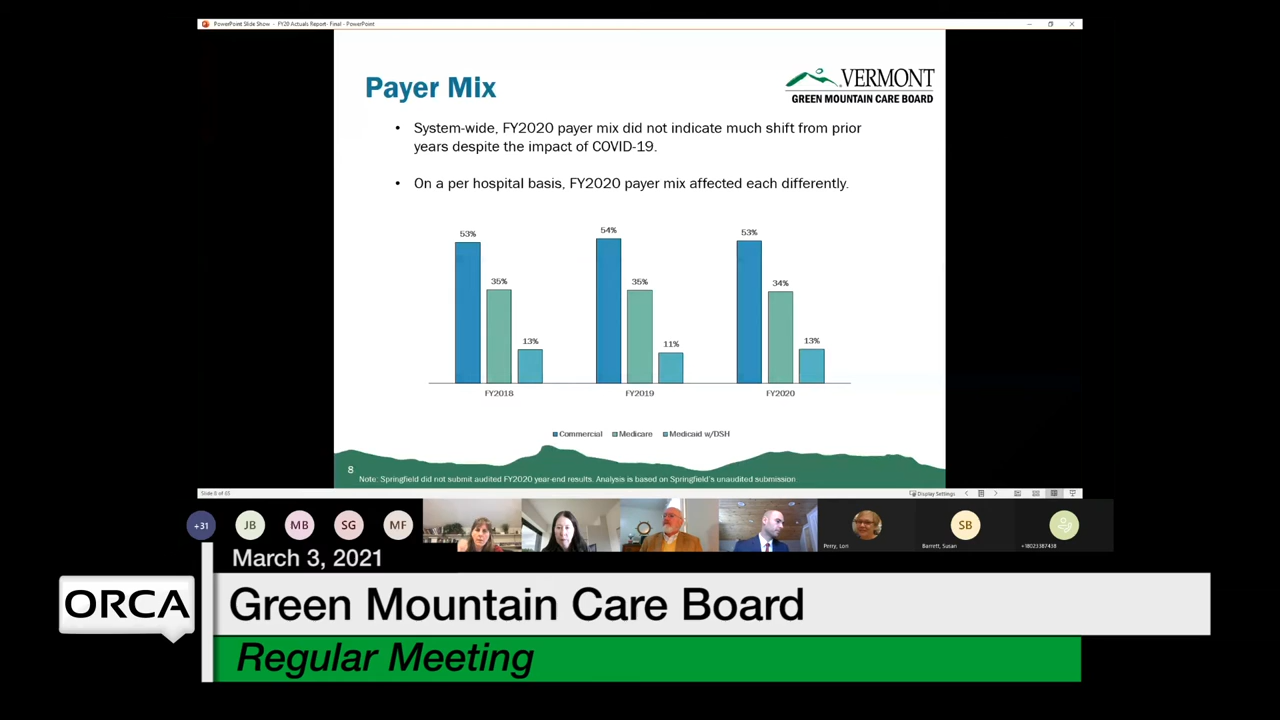 PowerPoint Slide Show - FY20 Actuals Report- Final - PowerPoint
Payer Mix
VERMONT
GREEN MOUNTAIN CARE BOARD
• System-wide, FY2020 payer mix did not indicate much shift from prior
years despite the impact of COVID-19.
• On a per hospital basis, FY2020 payer mix affected each differently.
53%
35%
13%
54%
35%
11%
53%
34%
13%
FY2018
FY2019
FY2020
Commercial
Medicare
Medicaid w/DSH
8
Note: Springfield did not submit audited FY2020 year-end results. Analysis is based on Springfield's unaudited submission
Slide 8 of 65
Display Settings
+31
JB
MB
SG
MF
Perry, Lori
SB
Barrett, Susan
+18023387438
March 3, 2021
ORCA
Green Mountain Care Board
Regular Meeting